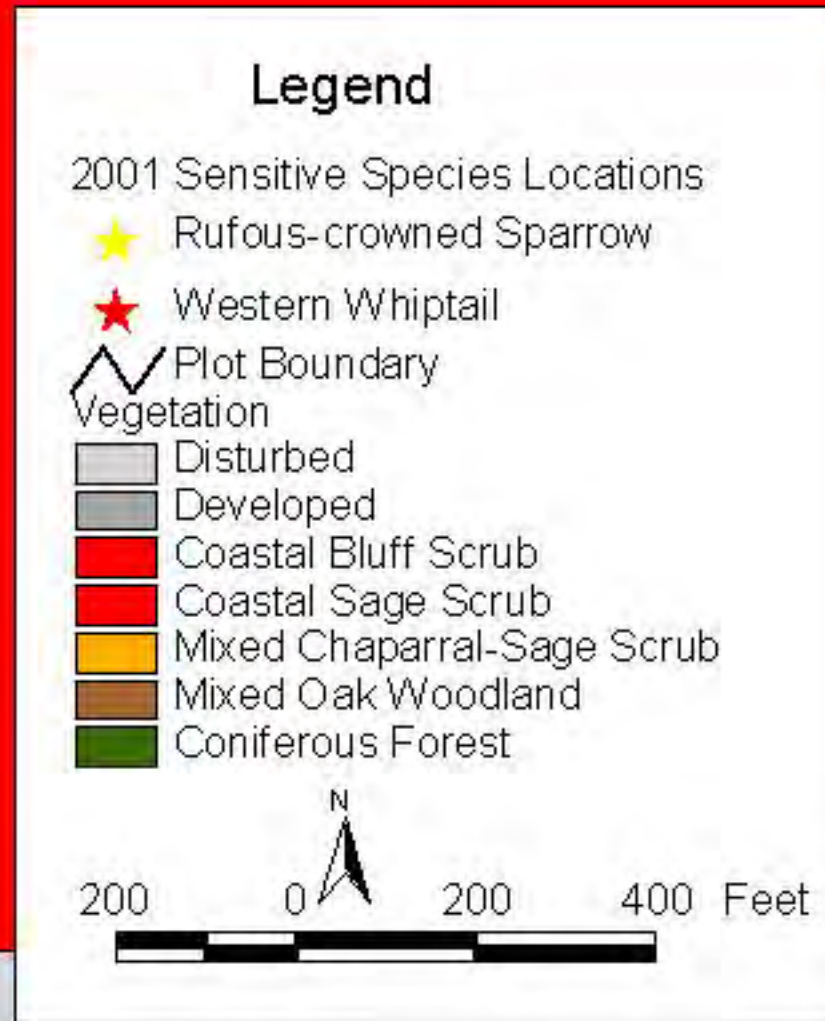 Legend
2001 Sensitive Species Locations
Rufous-crowned Sparrow
Western Whiptail
Plot Boundary
Vegetation
Disturbed
Developed
Coastal Bluff Scrub
Coastal Sage Scrub
Mixed Chaparral-Sage Scrub
Mixed Oak Woodland
Coniferous Forest
N
200 0 200 400 Feet